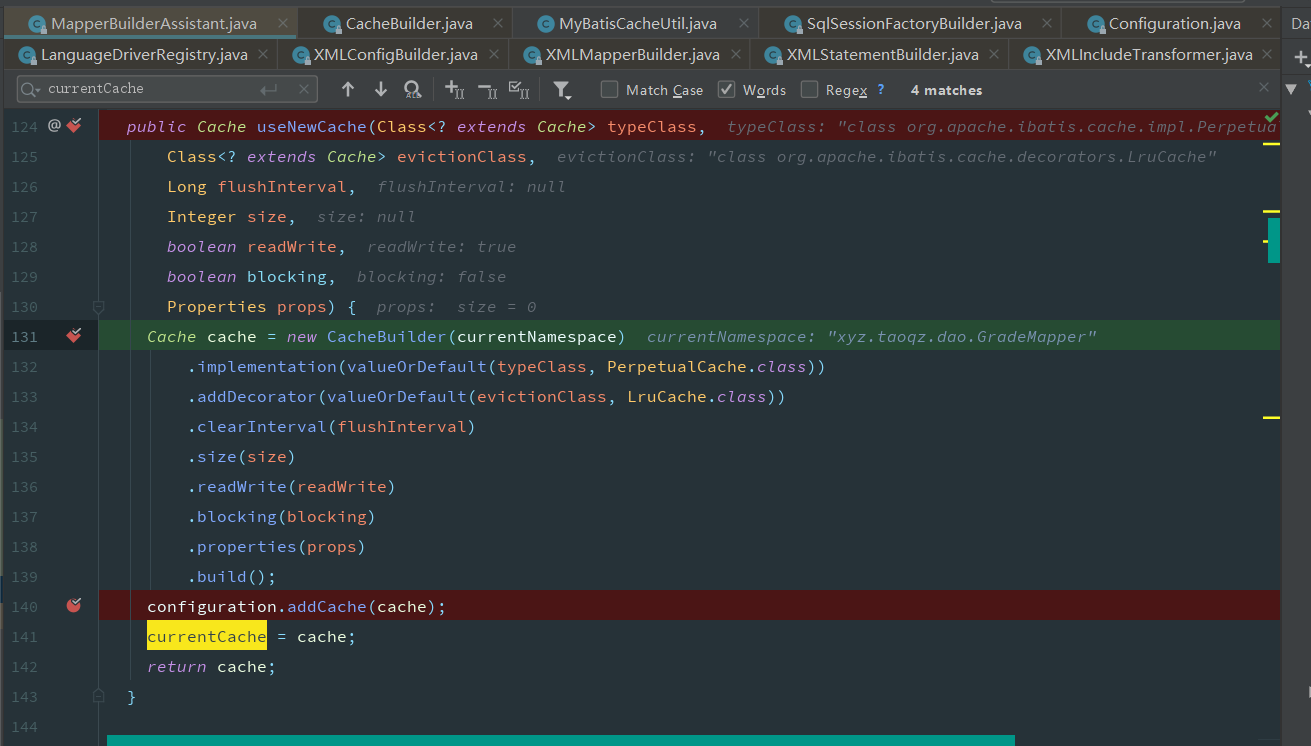 MapperBuilderAssistant.java CacheBuilder.java MyBatisCacheUtil.java SqlSessionFactoryBuilder.java Configuration.java Da
LanguageDriverRegistry.java XMLConfigBuilder.java XMLMapperBuilder.java XMLStatementBuilder.java XMLIncludeTransformer.java
currentCache Match Case Words Regex ? 4 matches
124 @ public Cache useNewCache(Class<? extends Cache> typeClass, typeClass: "class org.apache.ibatis.cache.impl.Perpetua
125 Class<? extends Cache> evictionClass, evictionClass: "class org.apache.ibatis.cache.decorators.LruCache"
126 Long flushInterval, flushInterval: null
127 Integer size, size: null
128 boolean readWrite, readWrite: true
129 boolean blocking, blocking: false
130 Properties props) { props: size = 0
131 Cache cache = new CacheBuilder(currentNamespace) currentNamespace: "xyz.taoqz.dao.GradeMapper"
132 .implementation(valueOrDefault(typeClass, PerpetualCache.class))
133 .addDecorator(valueOrDefault(evictionClass, LruCache.class))
134 .clearInterval(flushInterval)
135 .size(size)
136 .readWrite(readWrite)
137 .blocking(blocking)
138 .properties(props)
139 .build();
140 configuration.addCache(cache);
141 currentCache = cache;
142 return cache;
143 }
144